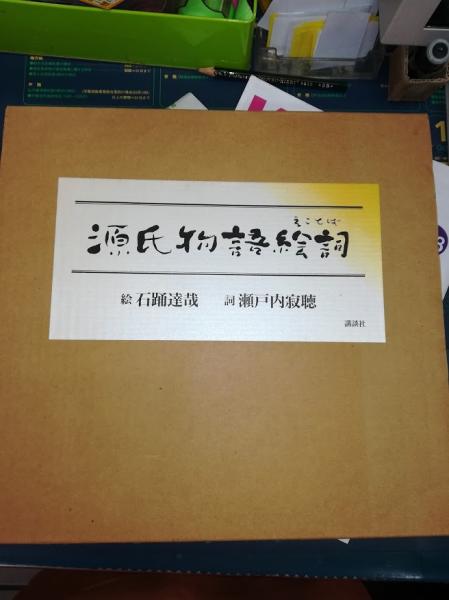 えことば
源氏物語絵詞
絵 石踊達哉 詞 瀬戸内寂聴
講談社